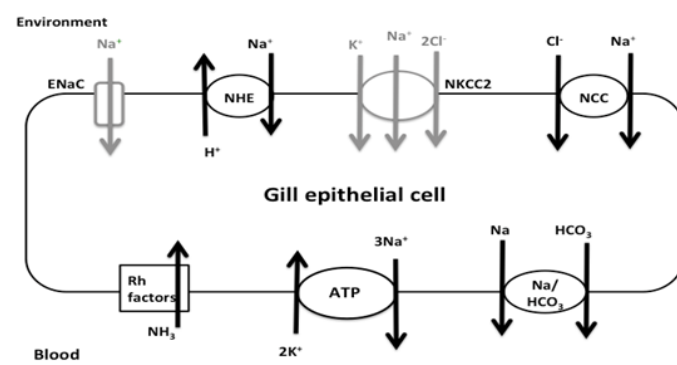 Environment
Na⁺
ENaC
Na⁺
NHE
H⁺
K⁺
Na⁺
2Cl⁻
NKCC2
Cl⁻
Na⁺
NCC
Gill epithelial cell
Rh
factors
NH₃
2K⁺
ATP
3Na⁺
Na
HCO₃
Na/
HCO₃
Blood